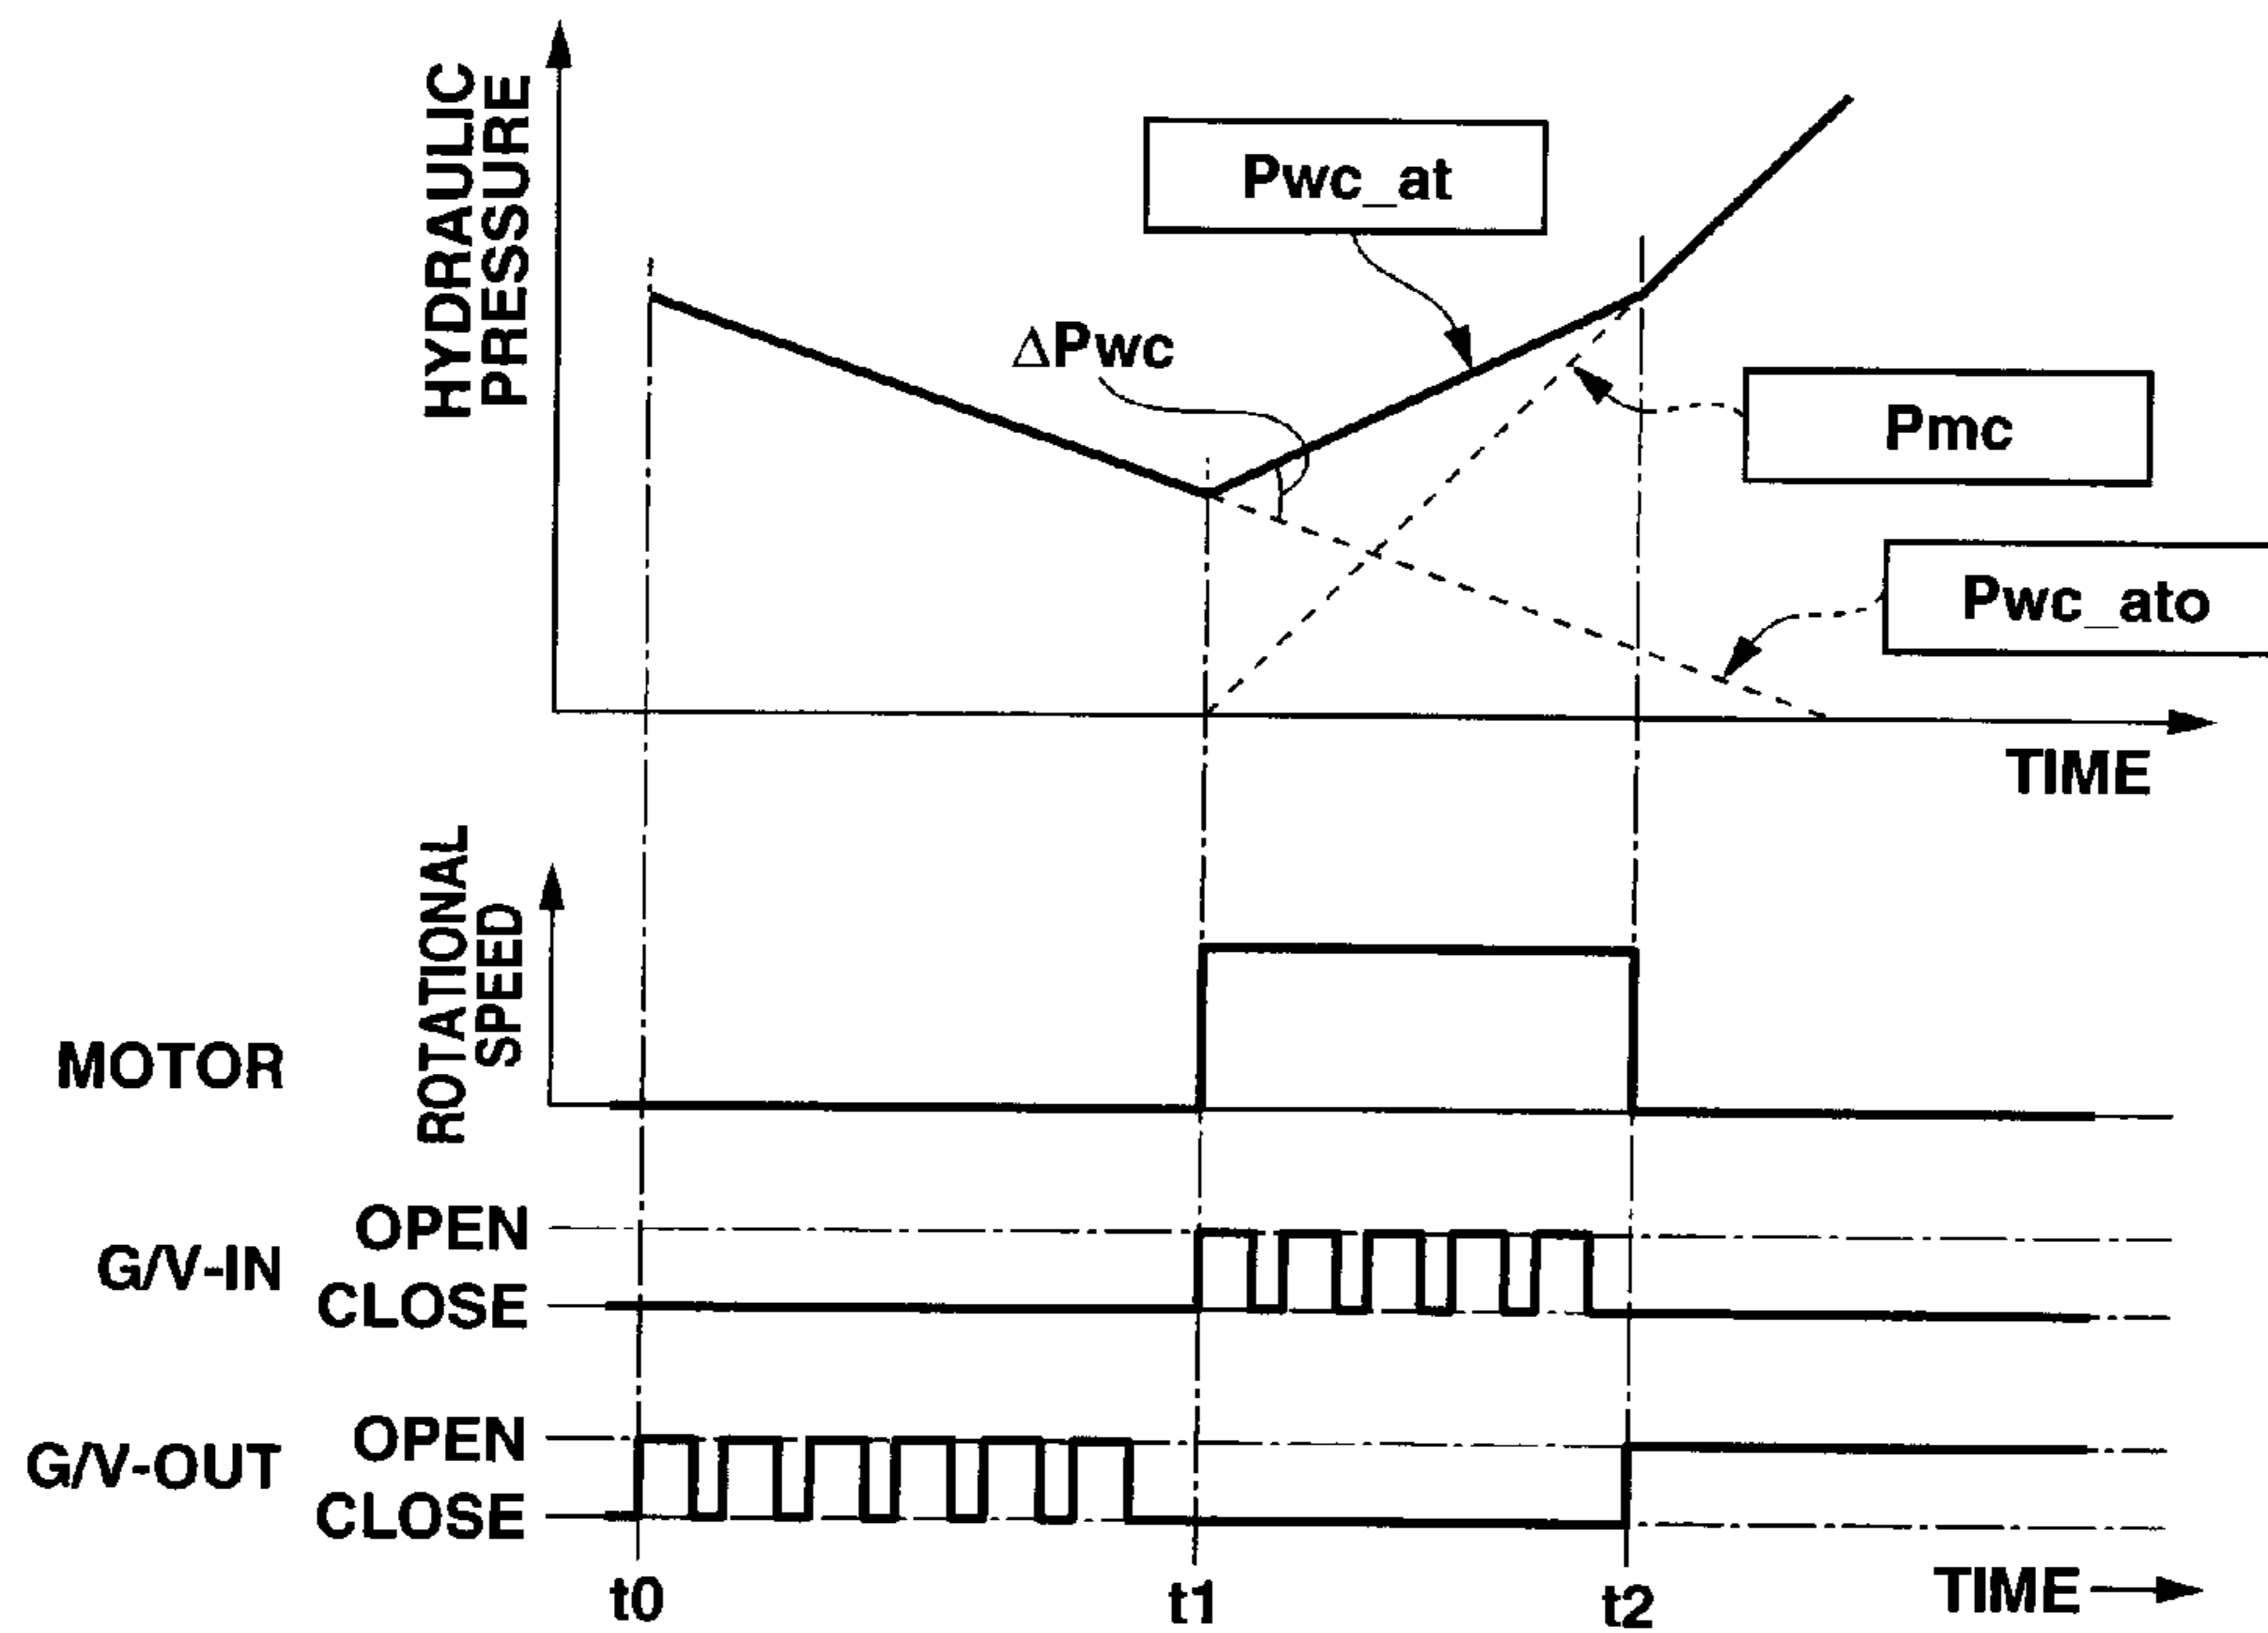 HYDRAULIC
PRESSURE
Pwc_at
ΔPwc
Pmc
Pwc_ato
TIME
ROTATIONAL
SPEED
MOTOR
OPEN
G/V-IN
CLOSE
OPEN
G/V-OUT
CLOSE
t0
t1
t2
TIME